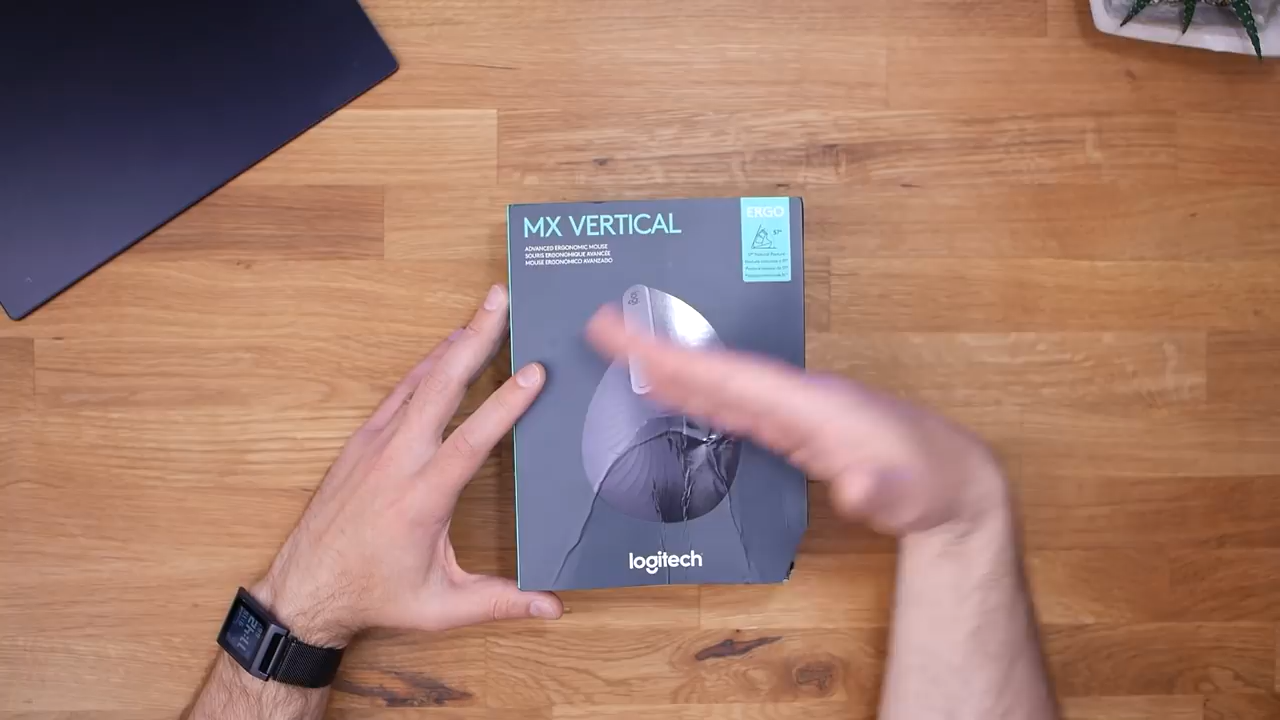 MX VERTICAL
ADVANCED ERGONOMIC MOUSE
SOURIS ERGONOMIQUE AVANCÉE
MOUSE ERGONÓMICO AVANZADO
ERGO
57°
logitech